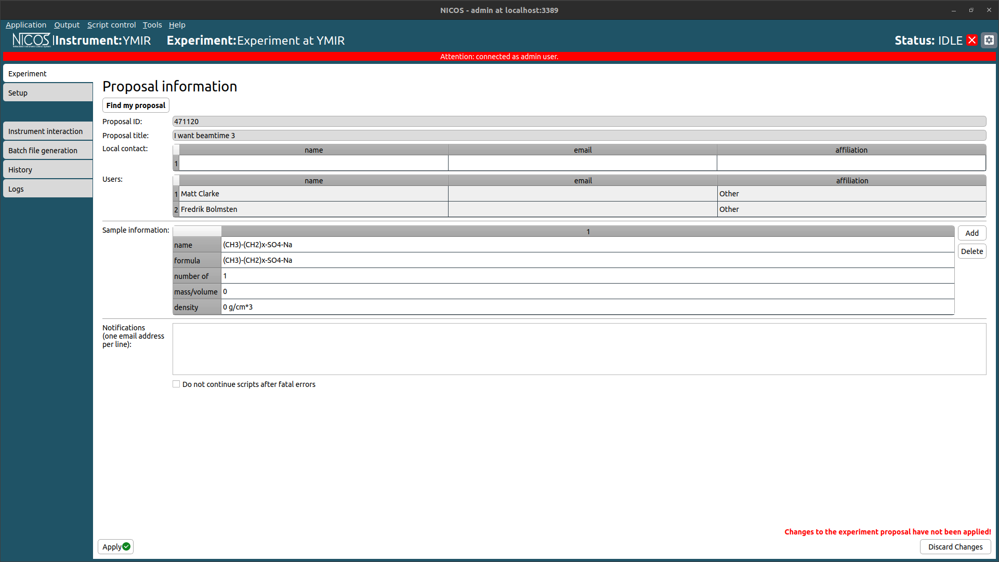 NICOS - admin at localhost:3389
Application Output Script control Tools Help
NICOS Instrument: YMIR Experiment: Experiment at YMIR Status: IDLE
Networked Instrument Control System
Attention: connected as admin user.
Experiment
Setup
Instrument interaction
Batch file generation
History
Logs
Proposal information
Find my proposal
Proposal ID: 471120
Proposal title: I want beamtime 3
Local contact: name email affiliation
1
Users: name email affiliation
1 Matt Clarke Other
2 Fredrik Bolmsten Other
Sample information: 1 Add
name (CH3)-(CH2)x-SO4-Na Delete
formula (CH3)-(CH2)x-SO4-Na
number of 1
mass/volume 0
density 0 g/cm*3
Notifications
(one email address
per line):
Do not continue scripts after fatal errors
Changes to the experiment proposal have not been applied!
Apply Discard Changes